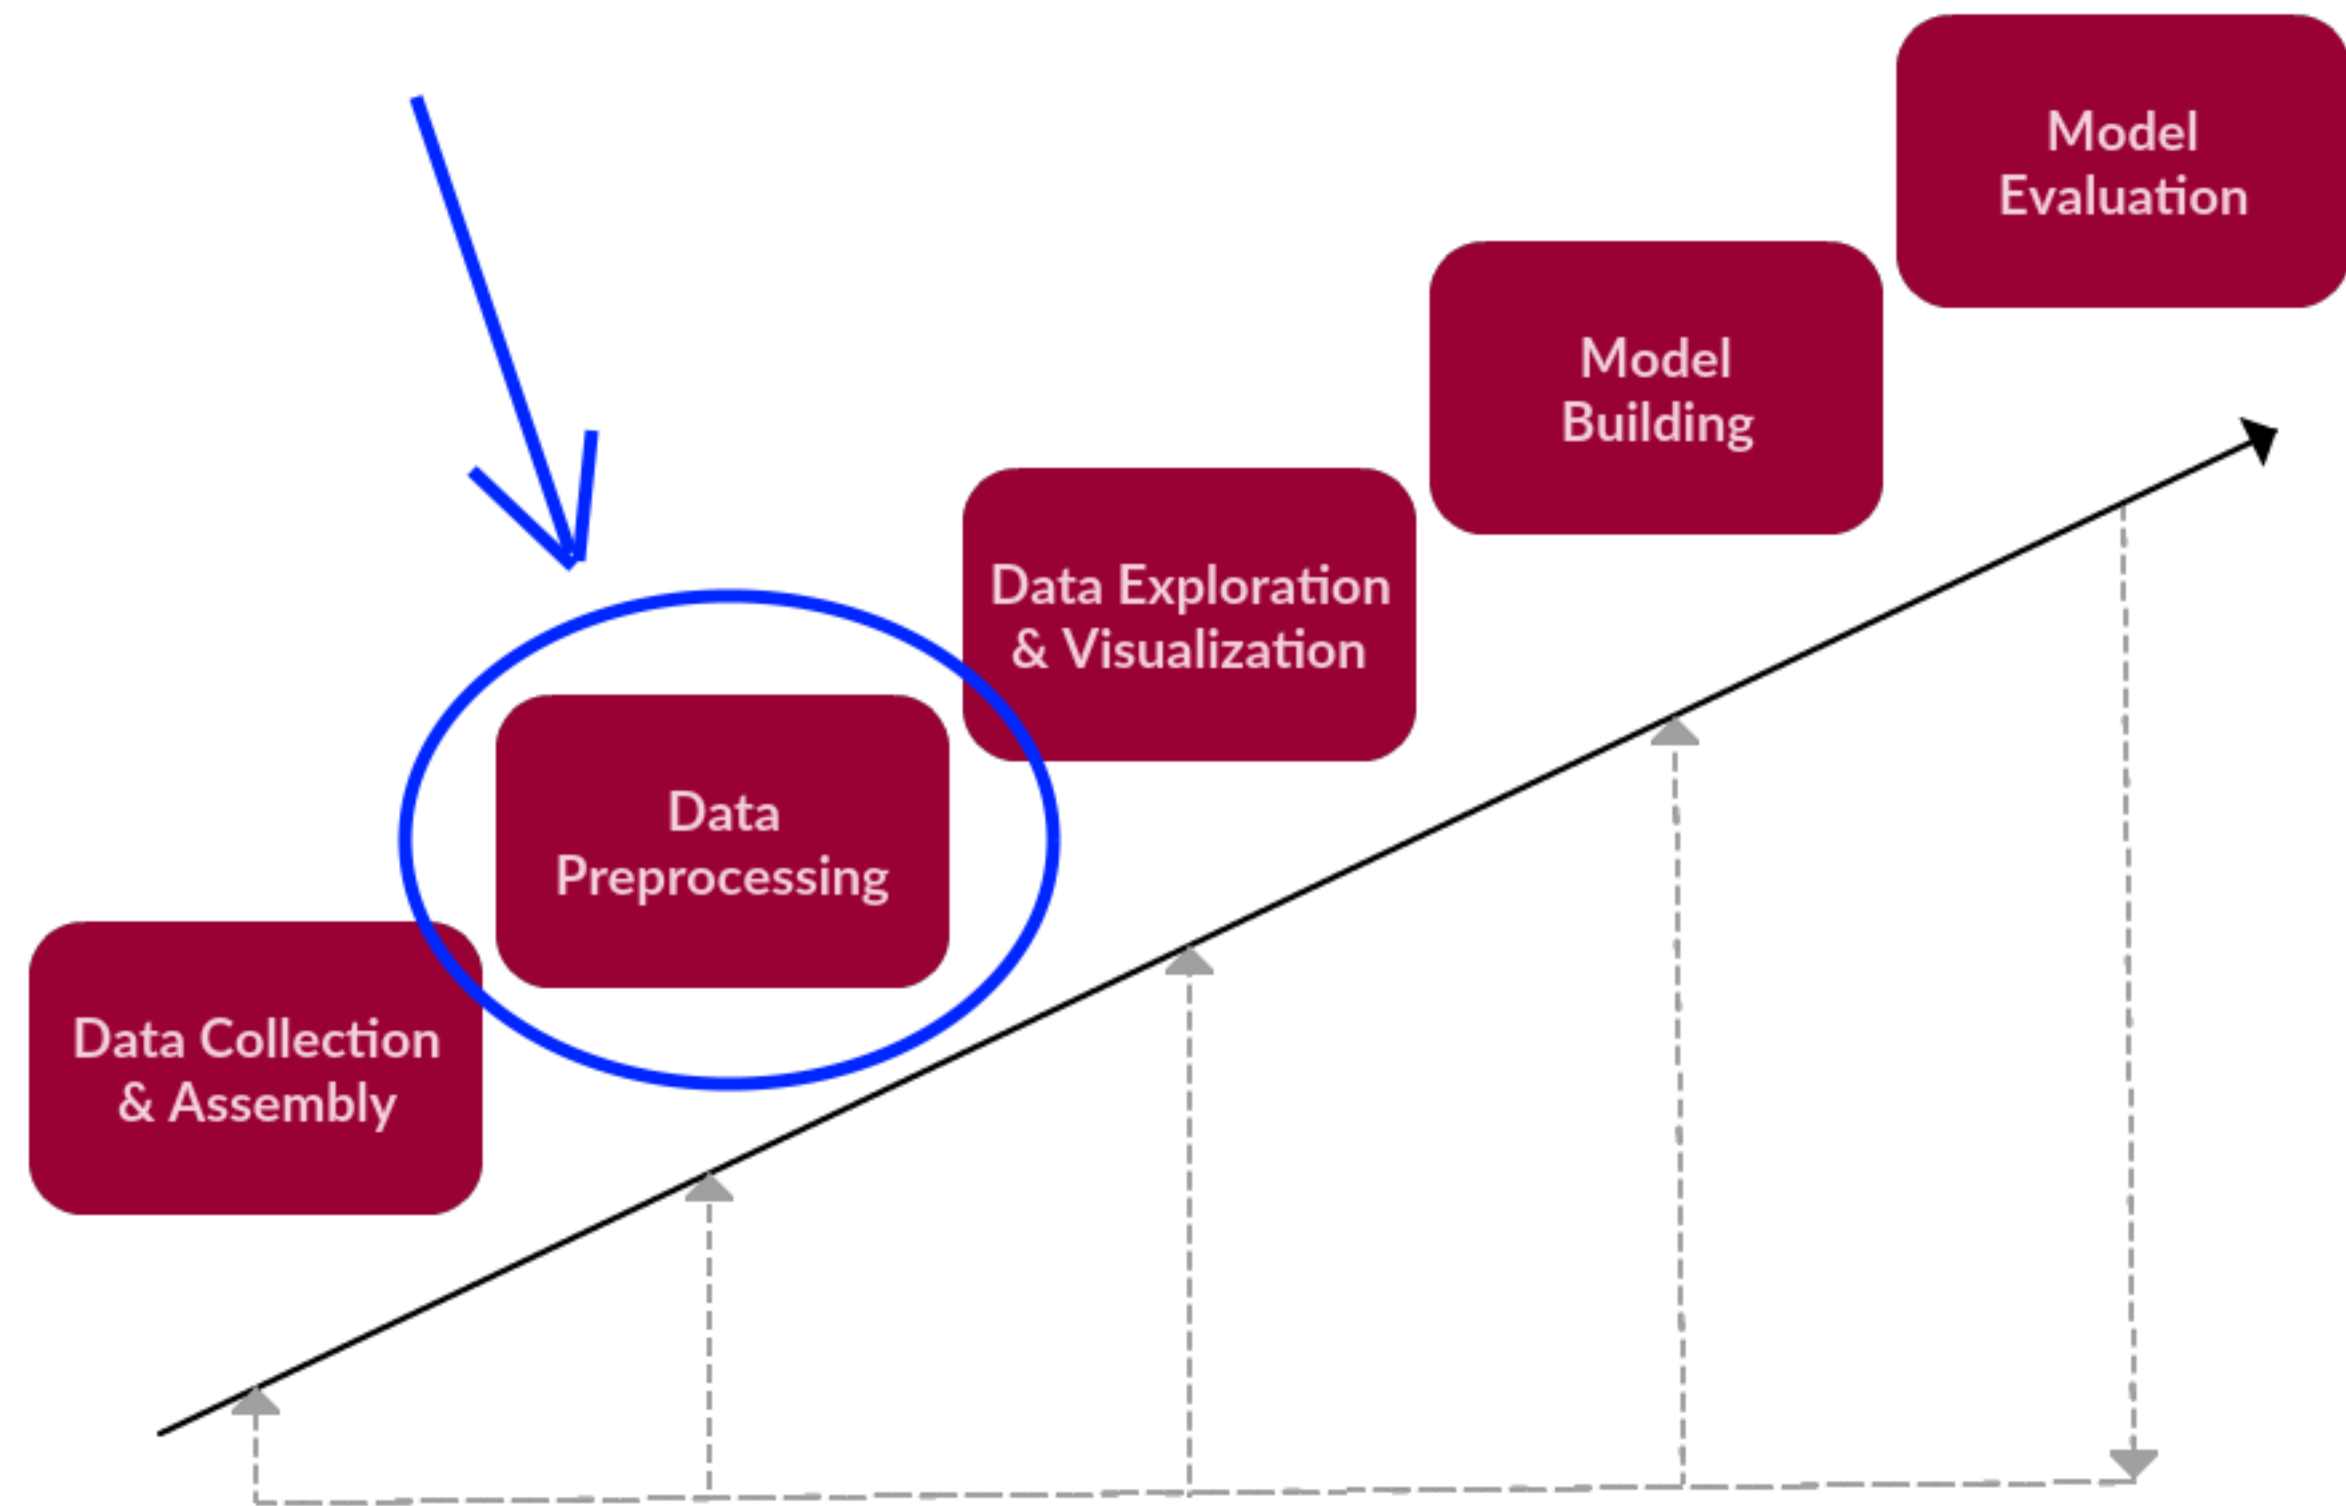 Model
Evaluation
Model
Building
Data Exploration
& Visualization
Data
Preprocessing
Data Collection
& Assembly